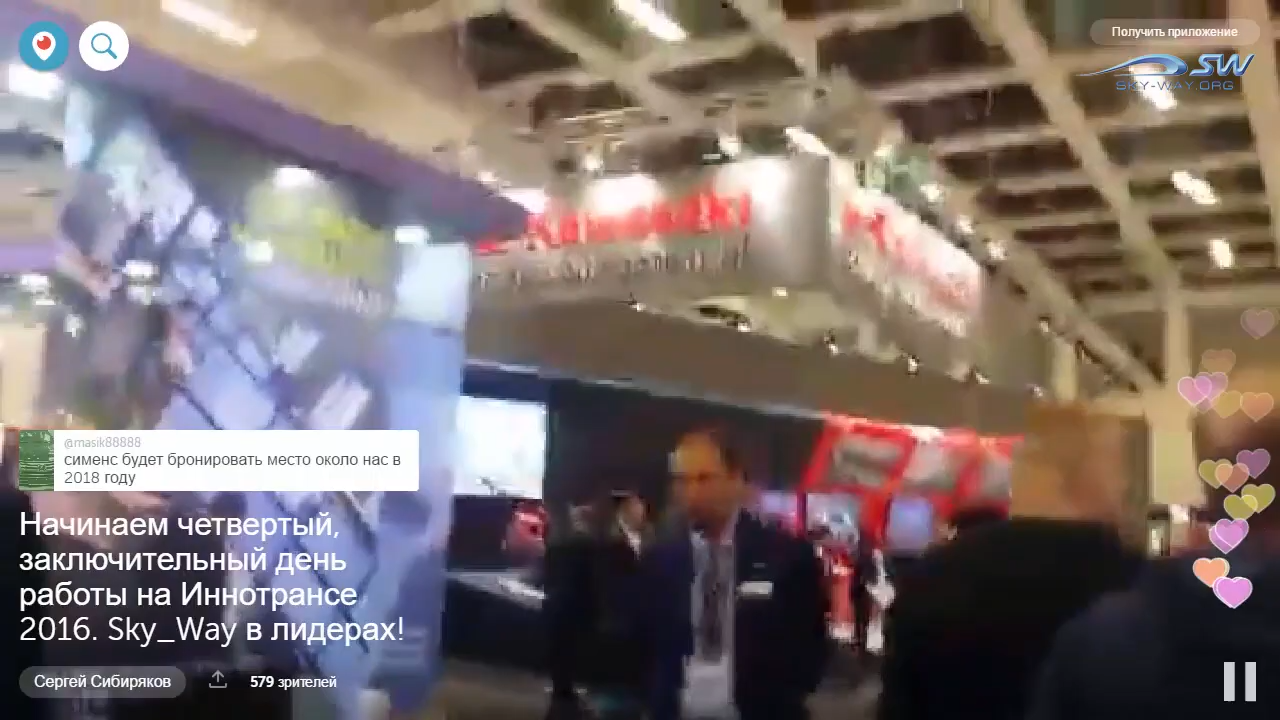 Получить приложение
SW
SKY-WAY.ORG
@masik88888
сименс будет бронировать место около нас в
2018 году
Начинаем четвертый,
заключительный день
работы на Иннотрансе
2016. Sky_Way в лидерах!
Сергей Сибиряков
579 зрителей